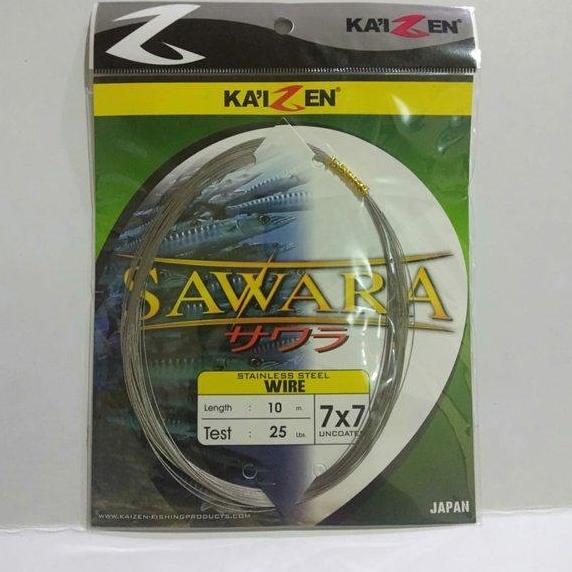 KA'IZEN
KA'IZEN
SAWARA
サワラ
STAINLESS STEEL
WIRE
Length : 10 m.
Test : 25 Lbs.
7x7
UNCOATED
WWW.KAIZEN-FISHINGPRODUCTS.COM
JAPAN